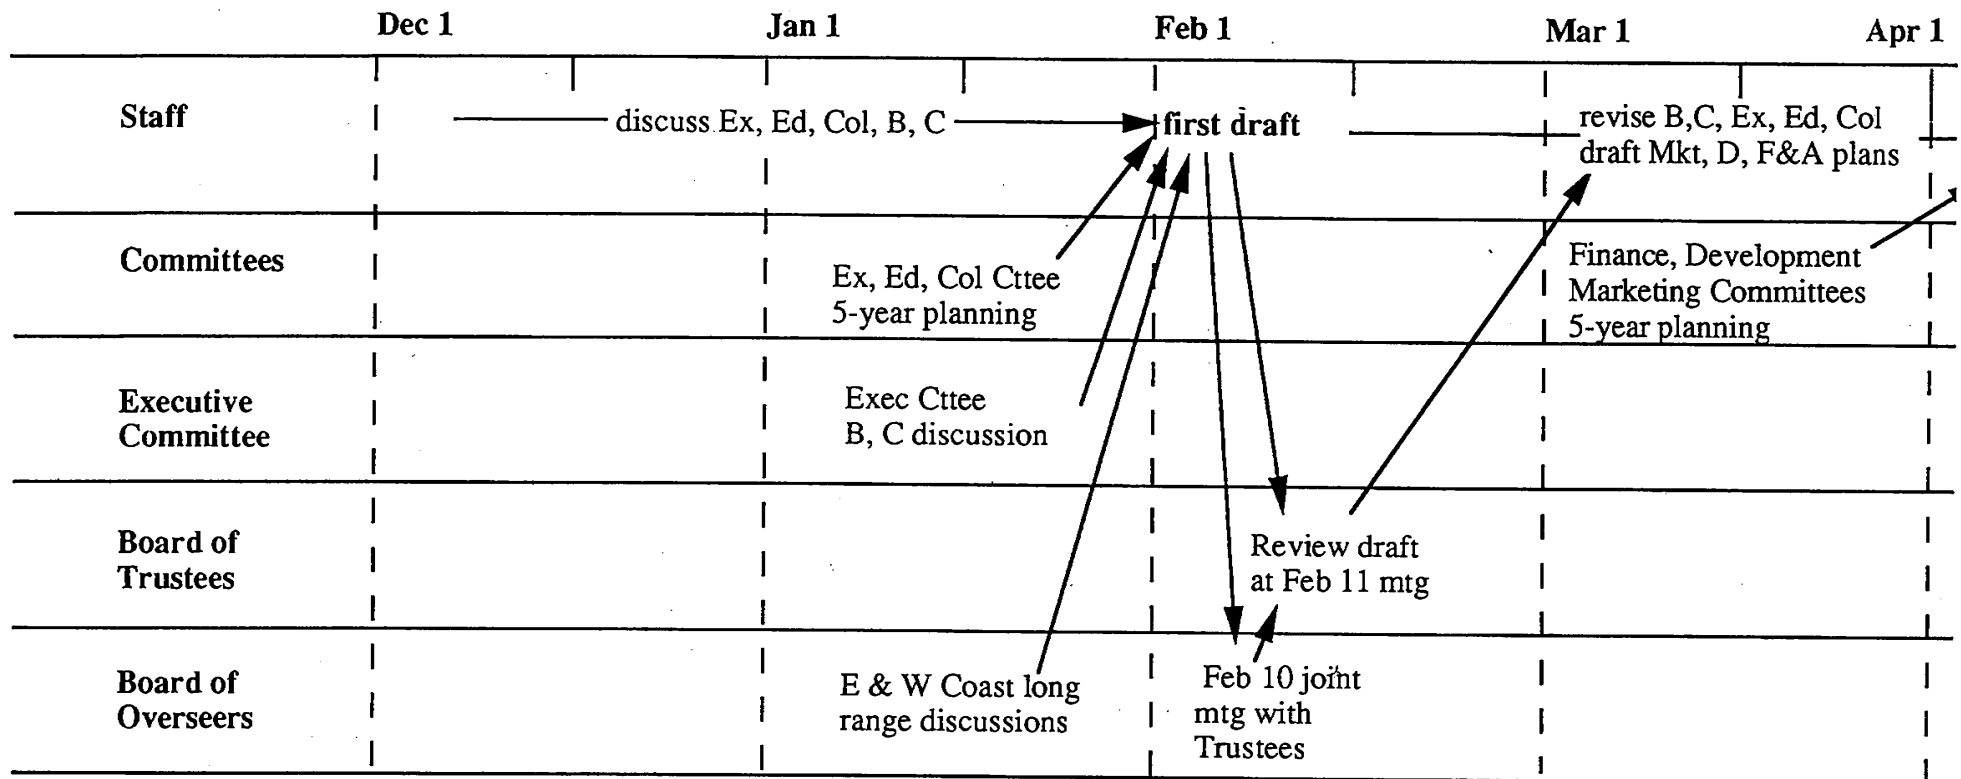 Dec 1 Jan 1 Feb 1 Mar 1 Apr 1
Staff
discuss Ex, Ed, Col, B, C
first draft
revise B,C, Ex, Ed, Col
draft Mkt, D, F&A plans
Committees
Ex, Ed, Col Cttee
5-year planning
Finance, Development
Marketing Committees
5-year planning
Executive
Committee
Exec Cttee
B, C discussion
Board of
Trustees
Review draft
at Feb 11 mtg
Board of
Overseers
E & W Coast long
range discussions
Feb 10 joint
mtg with
Trustees